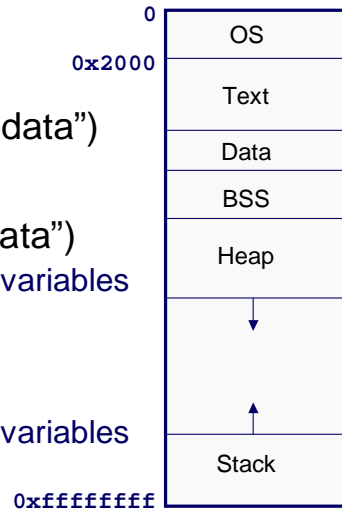 0
OS
0x2000
Text
data”)
Data
BSS
ata”)
Heap
variables
variables
Stack
0xffffffff